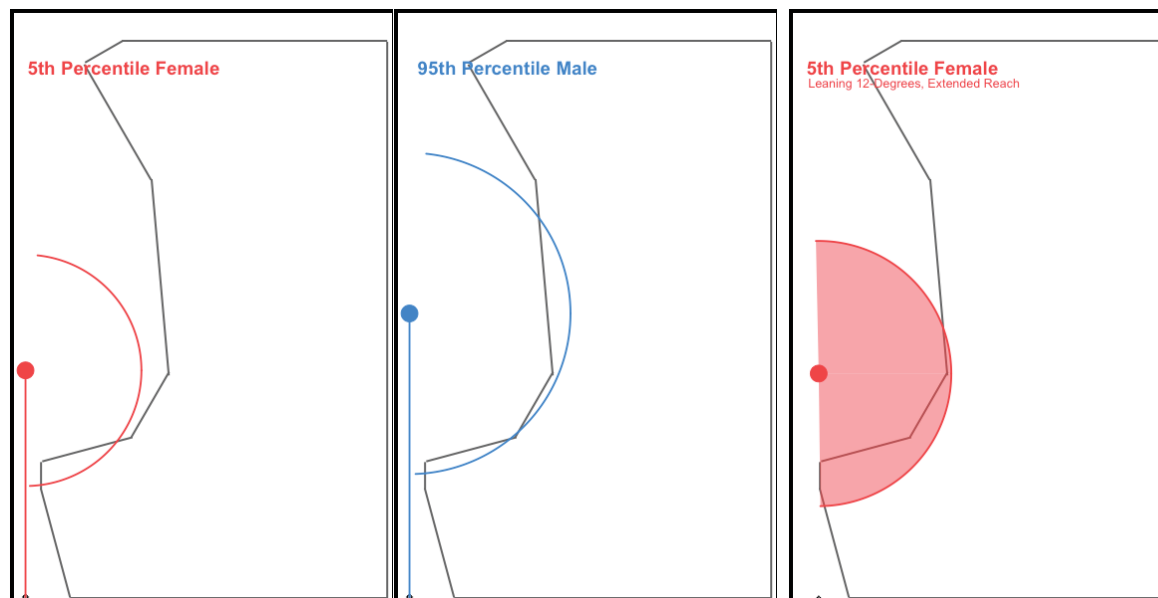 5th Percentile Female
95th Percentile Male
5th Percentile Female
Leaning 12-Degrees, Extended Reach